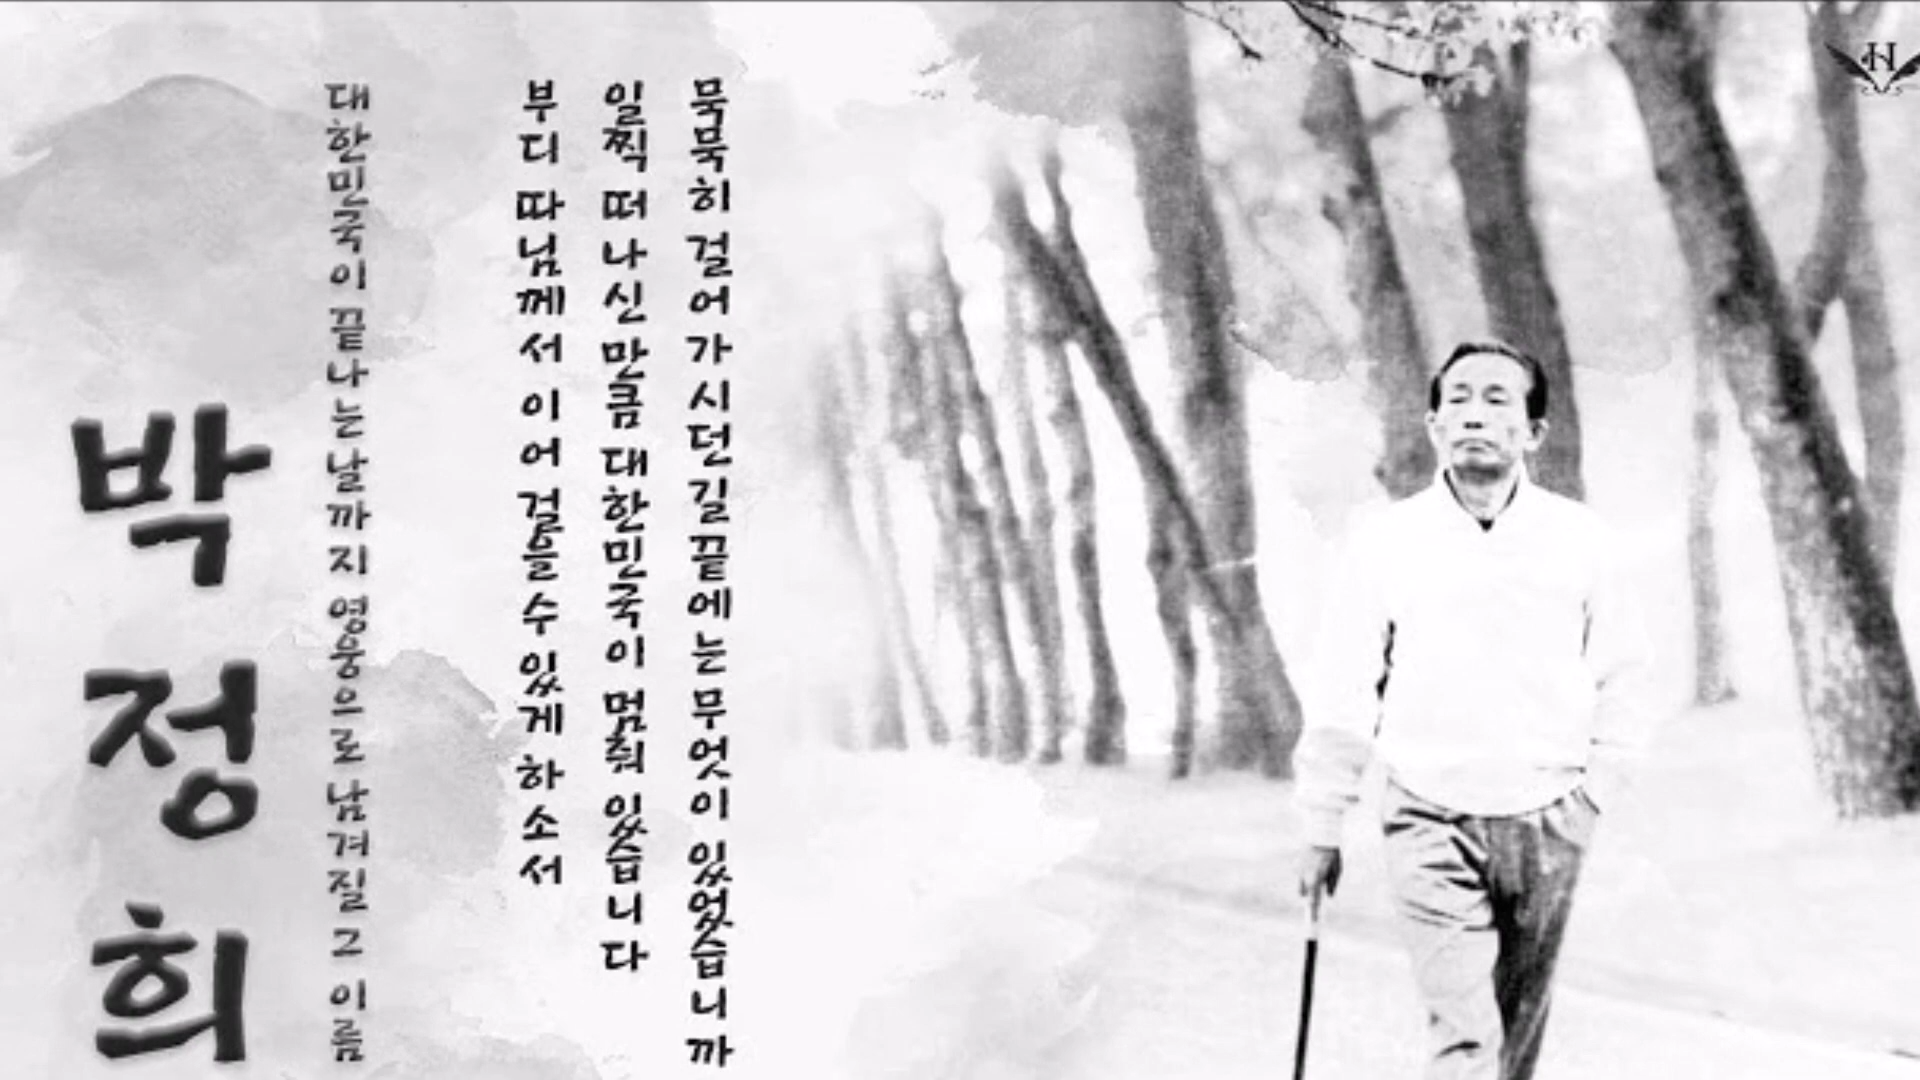 묵묵히 걸어가시던 길 끝에는 무엇이 있었습니까
일찍 떠나신 만큼 대한민국이 멈춰 있습니다
부디 따님께서 이어 걸을 수 있게 하소서
대한민국이 끝나는 날까지 영웅으로 남겨질 그 이름
박정희
H